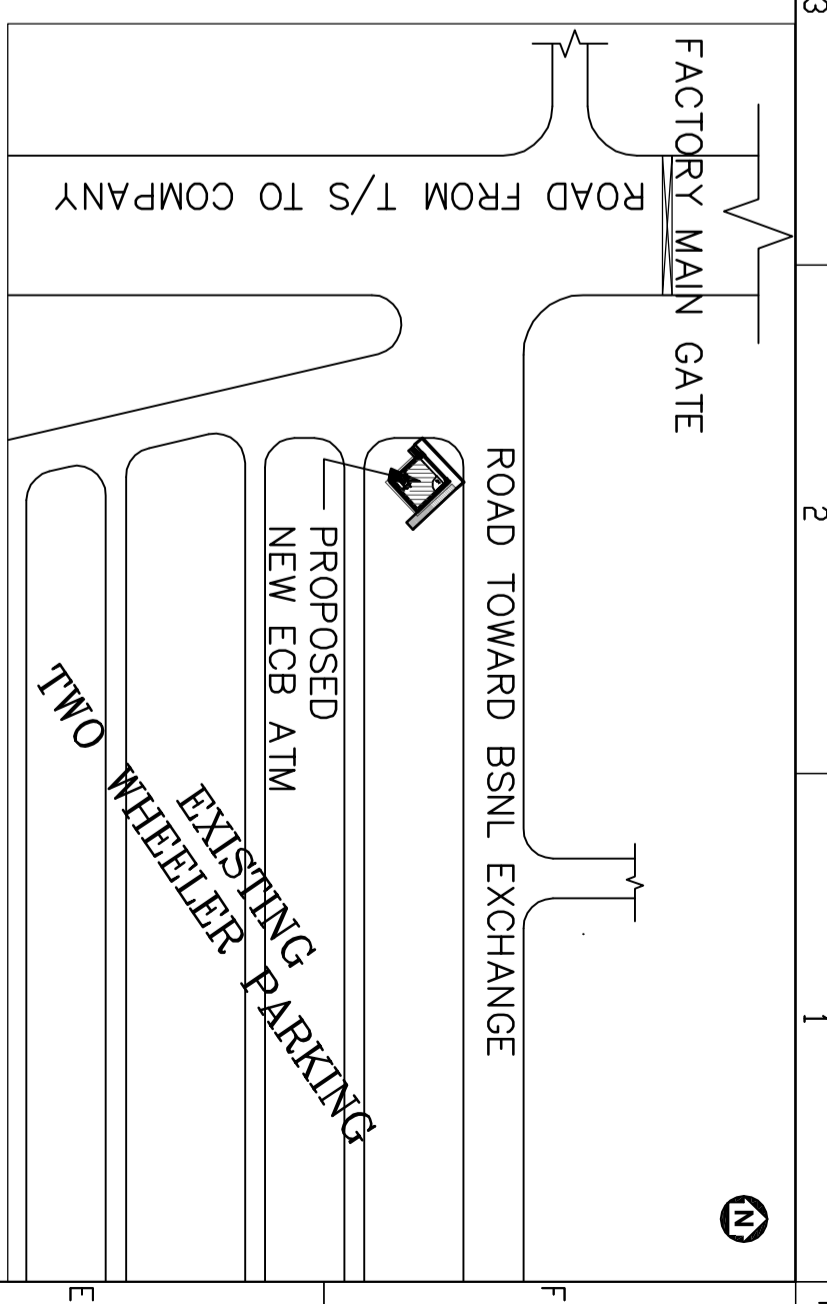 3
2
1
FACTORY MAIN GATE
ROAD FROM T/S TO COMPANY
ROAD TOWARD BSNL EXCHANGE
PROPOSED
NEW ECB ATM
EXISTING
TWO WHEELER PARKING
N
F
E